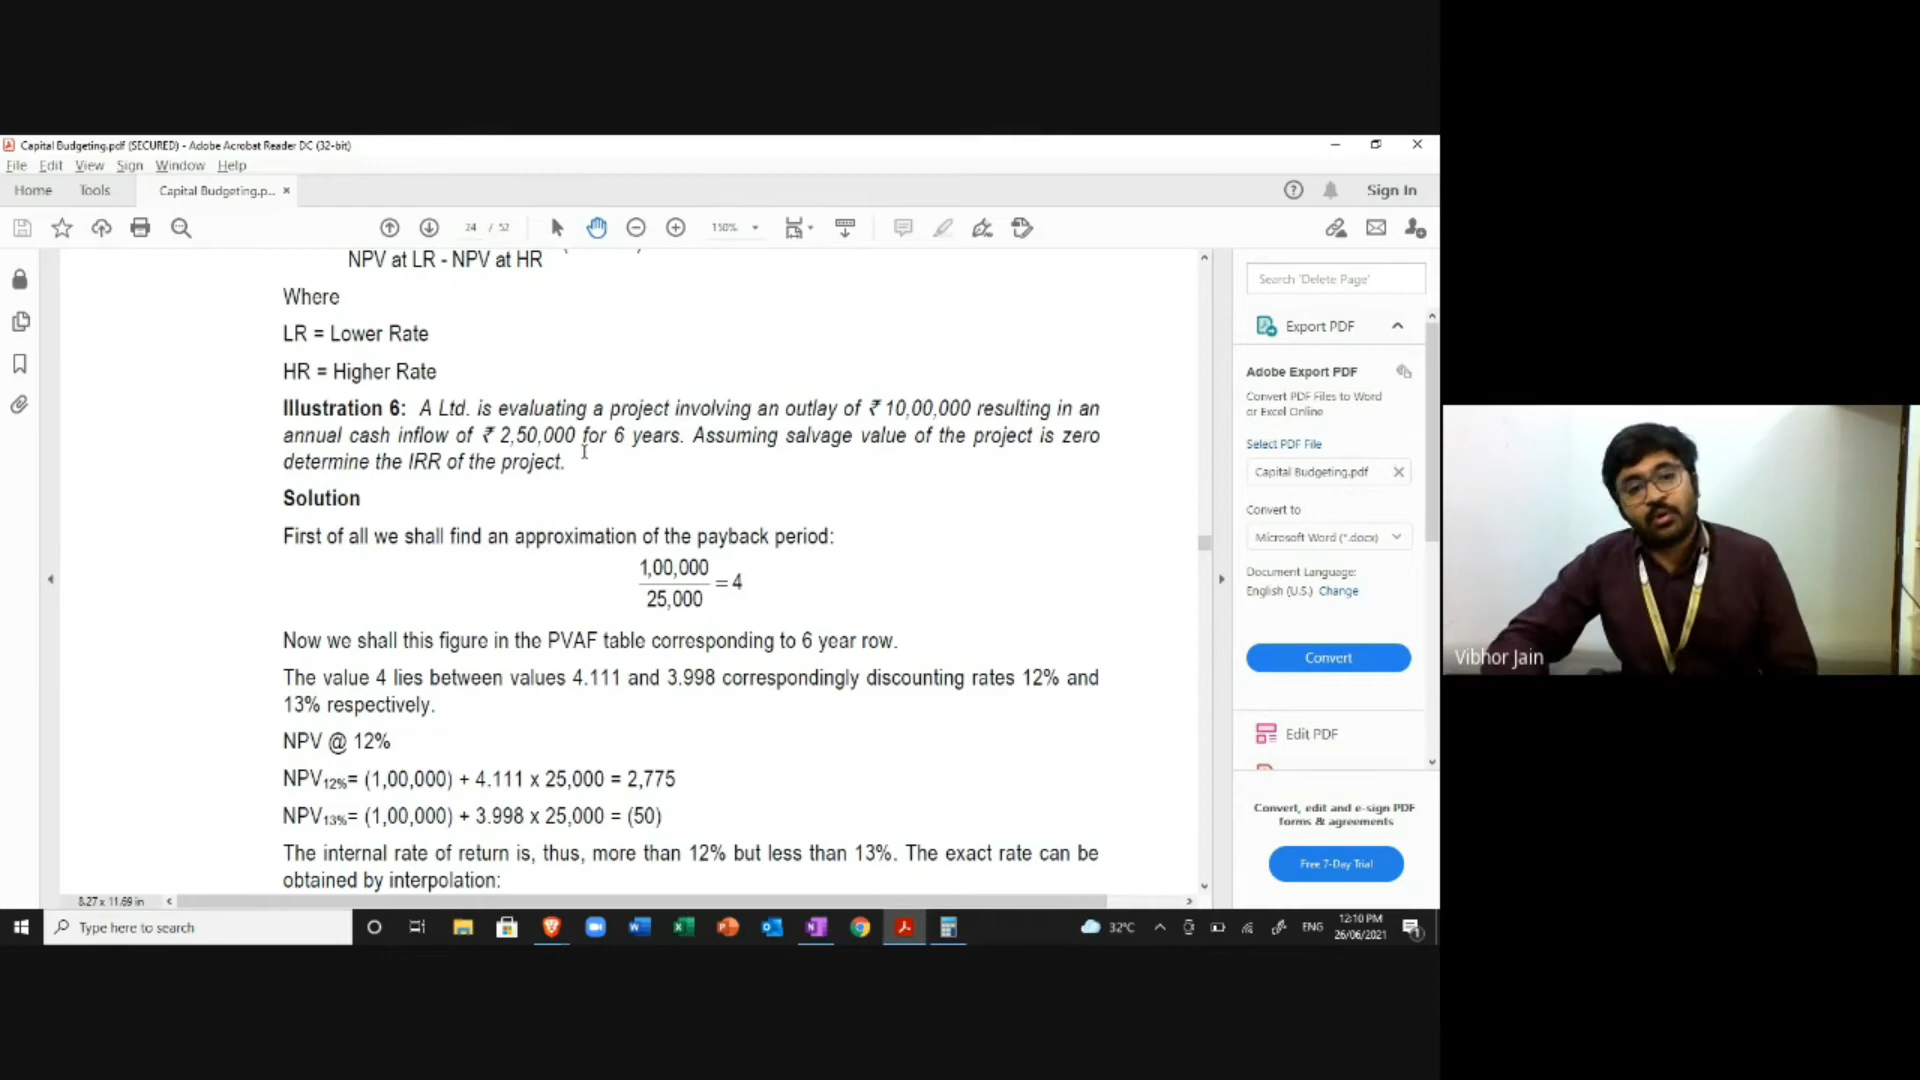 Capital Budgeting.pdf (SECURED) - Adobe Acrobat Reader DC (32-bit)
File Edit View Sign Window Help
Home Tools Capital Budgeting.p... × Sign In
24 / 52 150%
NPV at LR - NPV at HR
Where
LR = Lower Rate
HR = Higher Rate
Illustration 6: A Ltd. is evaluating a project involving an outlay of ₹ 10,00,000 resulting in an
annual cash inflow of ₹ 2,50,000 for 6 years. Assuming salvage value of the project is zero
determine the IRR of the project.
Solution
First of all we shall find an approximation of the payback period:
1,00,000
25,000
= 4
Now we shall this figure in the PVAF table corresponding to 6 year row.
The value 4 lies between values 4.111 and 3.998 correspondingly discounting rates 12% and
13% respectively.
NPV @ 12%
NPV12%= (1,00,000) + 4.111 x 25,000 = 2,775
NPV13%= (1,00,000) + 3.998 x 25,000 = (50)
The internal rate of return is, thus, more than 12% but less than 13%. The exact rate can be
obtained by interpolation:
8.27 x 11.69 in
Search 'Delete Page'
Export PDF
Adobe Export PDF
Convert PDF Files to Word
or Excel Online
Select PDF File
Capital Budgeting.pdf
Convert to
Microsoft Word (*.docx)
Document Language:
English (U.S.) Change
Convert
Edit PDF
Convert, edit and e-sign PDF
forms & agreements
Free 7-Day Trial
Vibhor Jain
Type here to search
32°C
ENG
12:10 PM
26/06/2021